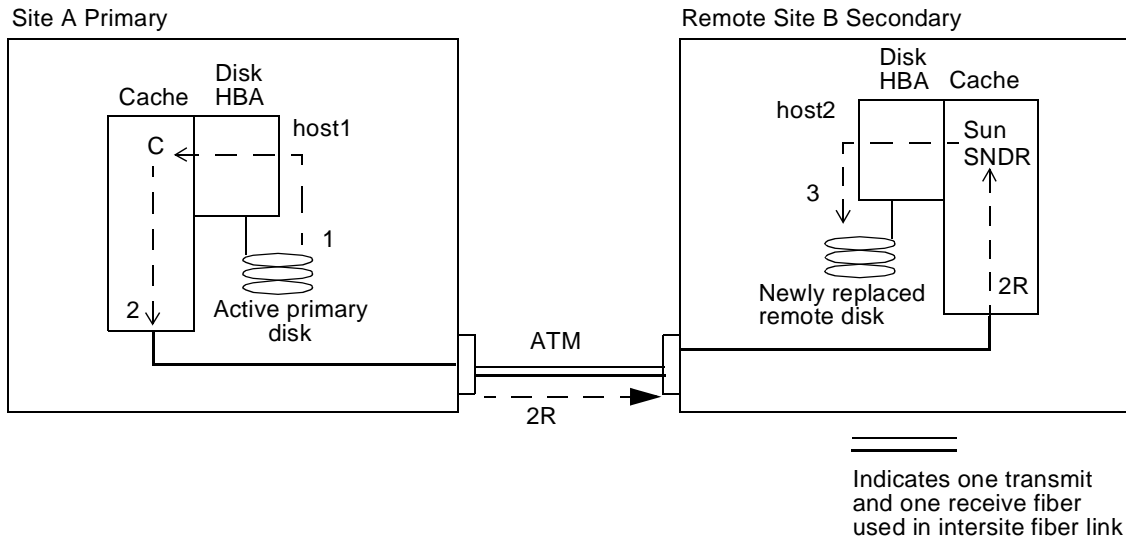 Site A Primary
Remote Site B Secondary
Disk
HBA
Cache
host1
C
1
2
Active primary
disk
ATM
2R
Disk
HBA
Cache
host2
Sun
SNDR
3
2R
Newly replaced
remote disk
Indicates one transmit
and one receive fiber
used in intersite fiber link